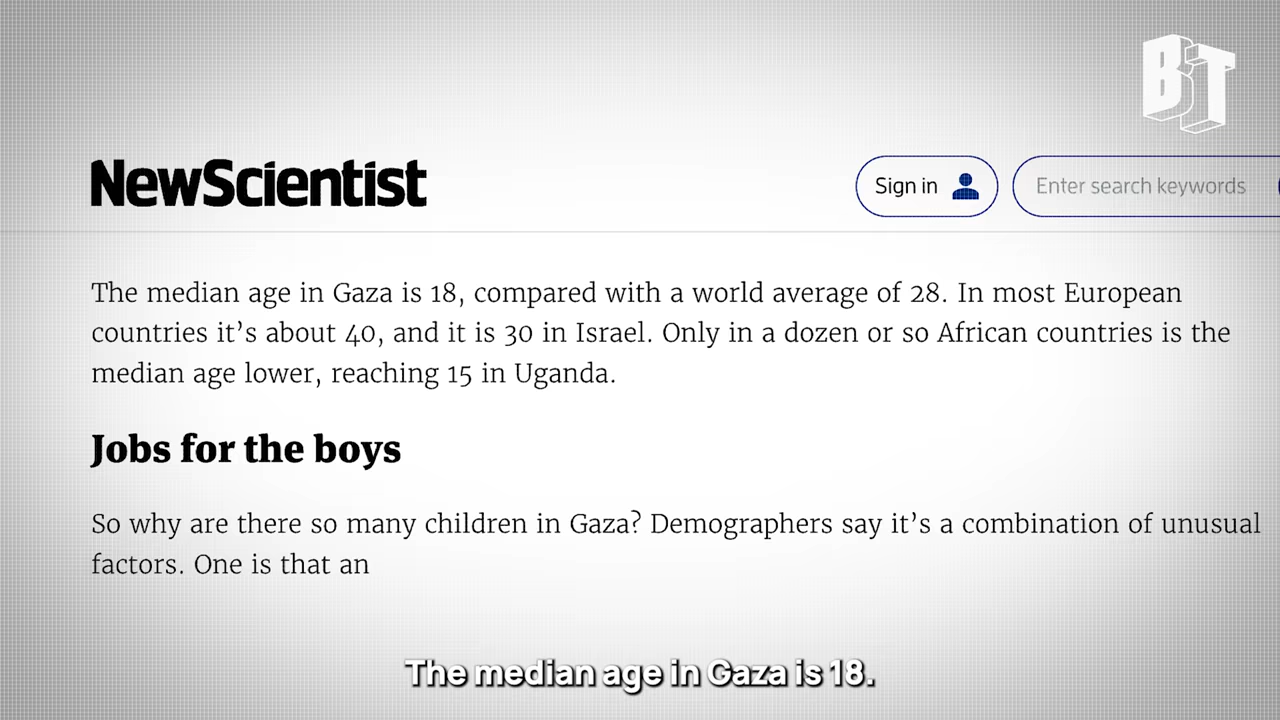 BT
NewScientist
Sign in
Enter search keywords
The median age in Gaza is 18, compared with a world average of 28. In most European
countries it’s about 40, and it is 30 in Israel. Only in a dozen or so African countries is the
median age lower, reaching 15 in Uganda.
Jobs for the boys
So why are there so many children in Gaza? Demographers say it’s a combination of unusual
factors. One is that an
The median age in Gaza is 18.